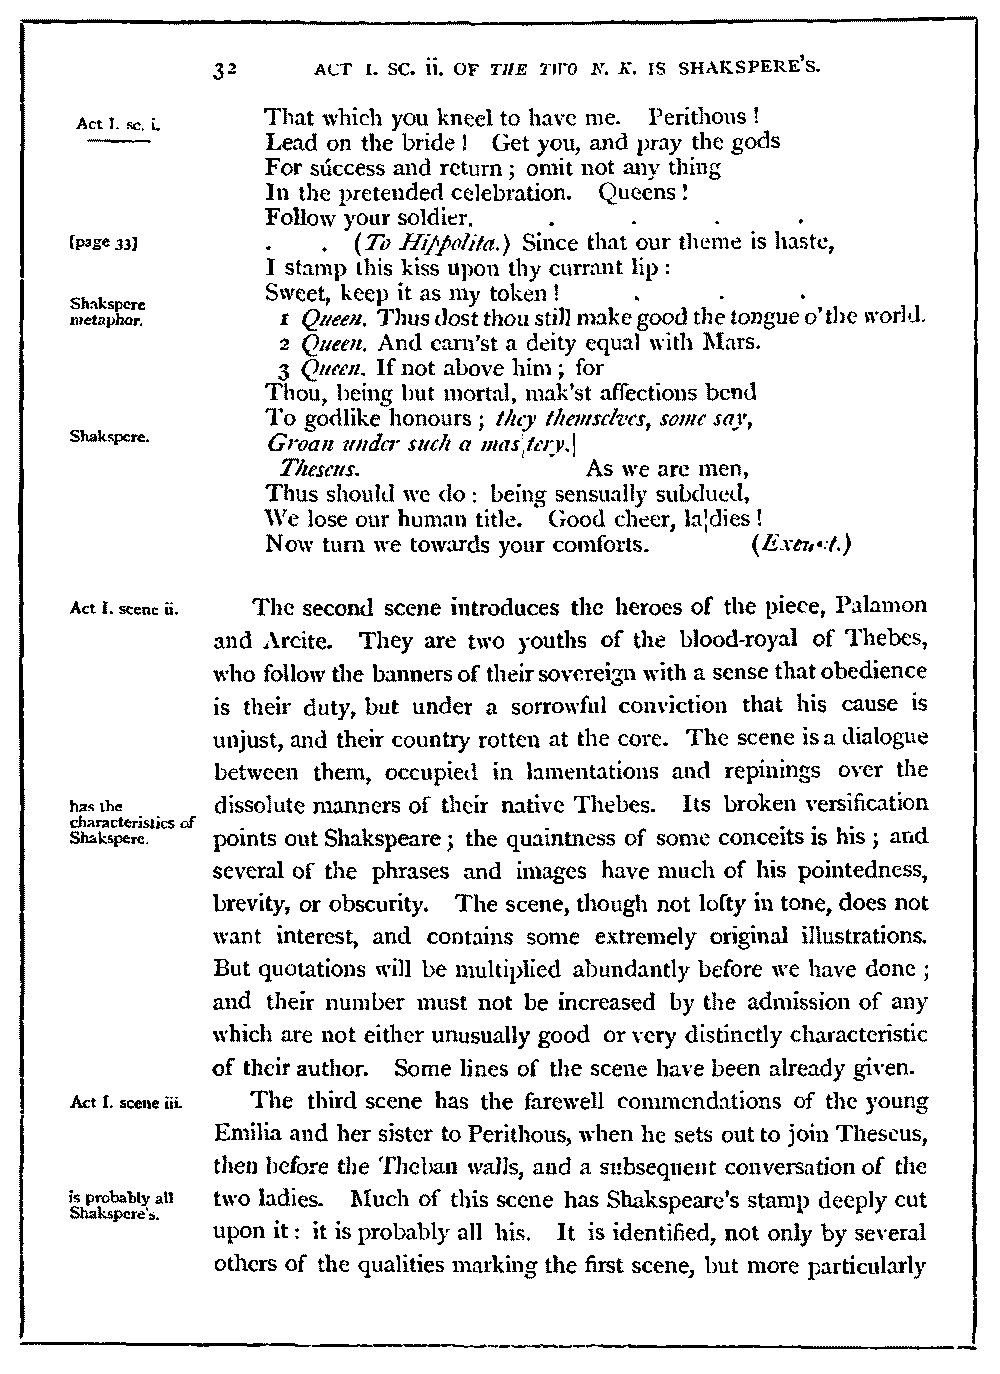 32 ACT I. SC. ii. OF THE TWO N. K. IS SHAKSPERE'S.
Act I. sc. i.
That which you kneel to have me. Perithous !
Lead on the bride ! Get you, and pray the gods
For súccess and return ; omit not any thing
In the pretended celebration. Queens !
Follow your soldier. . . . .
[page 33]
. . (To Hippolita.) Since that our theme is haste,
I stamp this kiss upon thy currant lip :
Sweet, keep it as my token ! . . .
Shakspere
metaphor.
1 Queen. Thus dost thou still make good the tongue o' the world.
2 Queen. And earn'st a deity equal with Mars.
3 Queen. If not above him ; for
Thou, being but mortal, mak'st affections bend
To godlike honours ; they themselves, some say,
Shakspere.
Groan under such a mas|tery.|
Theseus. As we are men,
Thus should we do : being sensually subdued,
We lose our human title. Good cheer, la|dies !
Now turn we towards your comforts. (Exeunt.)
Act I. scene ii.
The second scene introduces the heroes of the piece, Palamon
and Arcite. They are two youths of the blood-royal of Thebes,
who follow the banners of their sovereign with a sense that obedience
is their duty, but under a sorrowful conviction that his cause is
unjust, and their country rotten at the core. The scene is a dialogue
between them, occupied in lamentations and repinings over the
has the
characteristics of
Shakspere.
dissolute manners of their native Thebes. Its broken versification
points out Shakspeare ; the quaintness of some conceits is his ; and
several of the phrases and images have much of his pointedness,
brevity, or obscurity. The scene, though not lofty in tone, does not
want interest, and contains some extremely original illustrations.
But quotations will be multiplied abundantly before we have done ;
and their number must not be increased by the admission of any
which are not either unusually good or very distinctly characteristic
of their author. Some lines of the scene have been already given.
Act I. scene iii.
The third scene has the farewell commendations of the young
Emilia and her sister to Perithous, when he sets out to join Theseus,
then before the Theban walls, and a subsequent conversation of the
is probably all
Shakspere's.
two ladies. Much of this scene has Shakspeare's stamp deeply cut
upon it : it is probably all his. It is identified, not only by several
others of the qualities marking the first scene, but more particularly